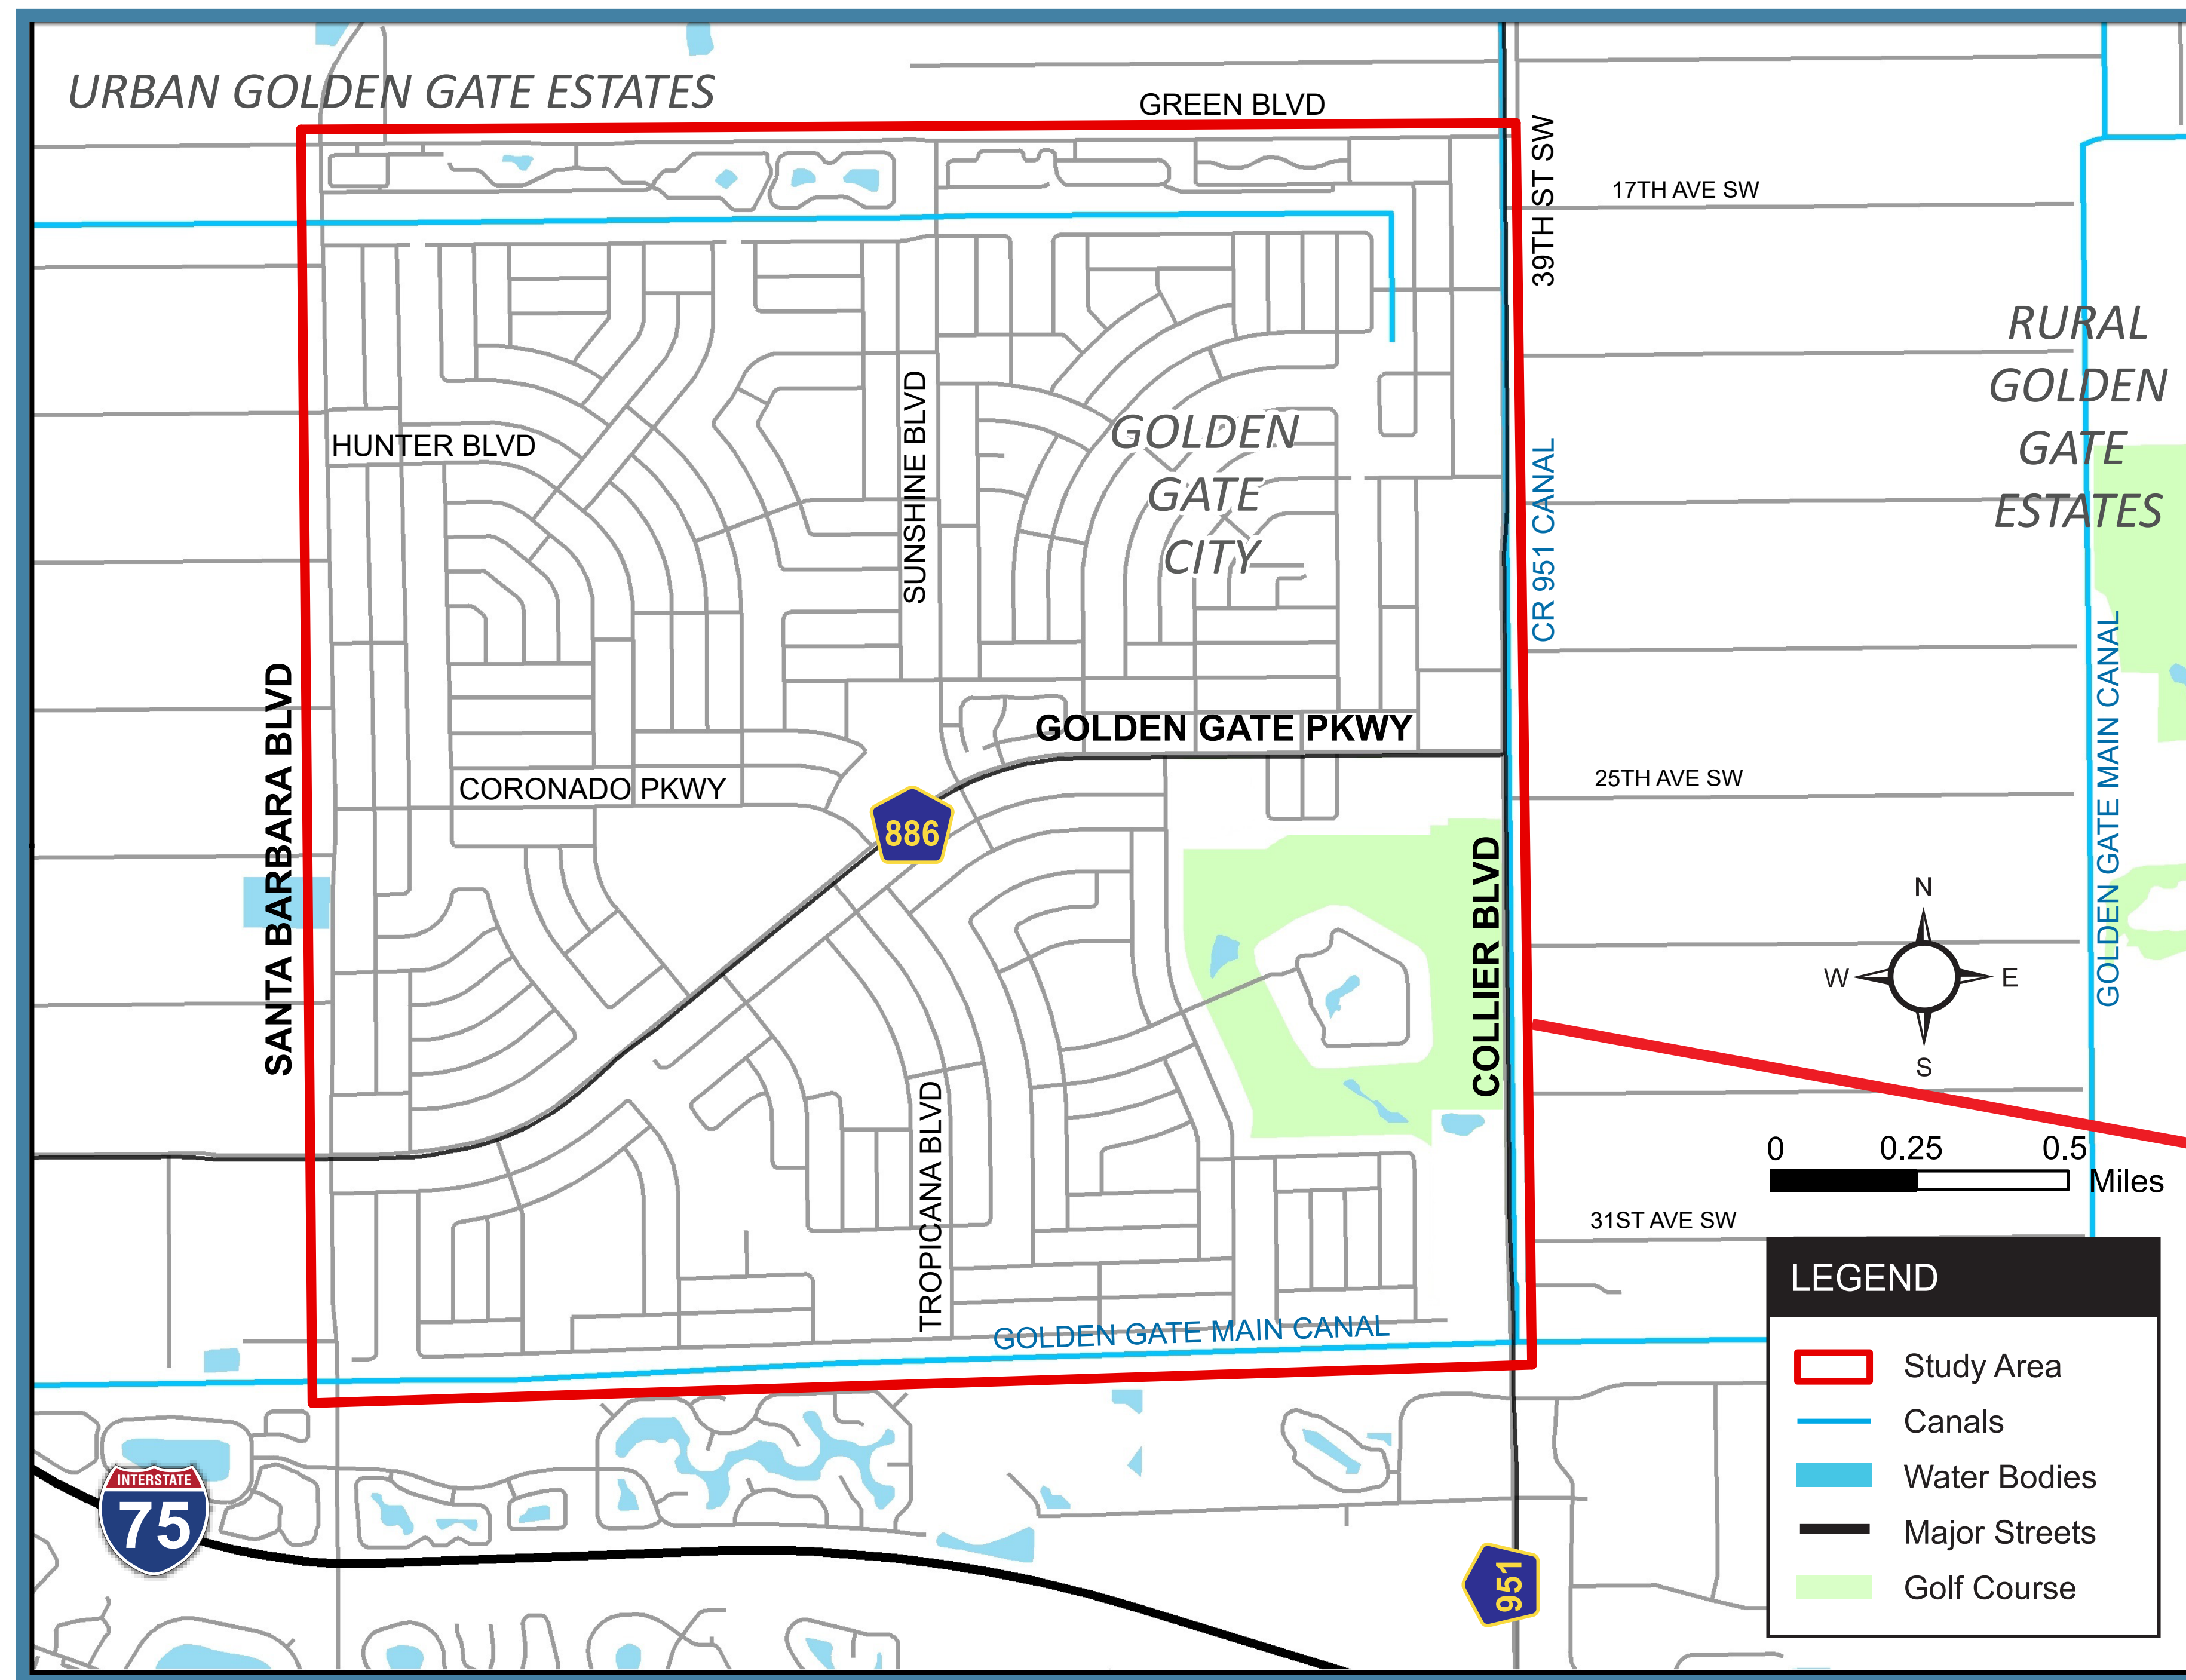 URBAN GOLDEN GATE ESTATES
GREEN BLVD
39TH ST SW
17TH AVE SW
RURAL
GOLDEN
GATE
ESTATES
HUNTER BLVD
SUNSHINE BLVD
GOLDEN
GATE
CITY
CR 951 CANAL
GOLDEN GATE MAIN CANAL
SANTA BARBARA BLVD
GOLDEN GATE PKWY
CORONADO PKWY
886
25TH AVE SW
COLLIER BLVD
N
W
E
S
TROPICANA BLVD
0 0.25 0.5
Miles
31ST AVE SW
GOLDEN GATE MAIN CANAL
LEGEND
Study Area
Canals
Water Bodies
Major Streets
Golf Course
INTERSTATE
75
951